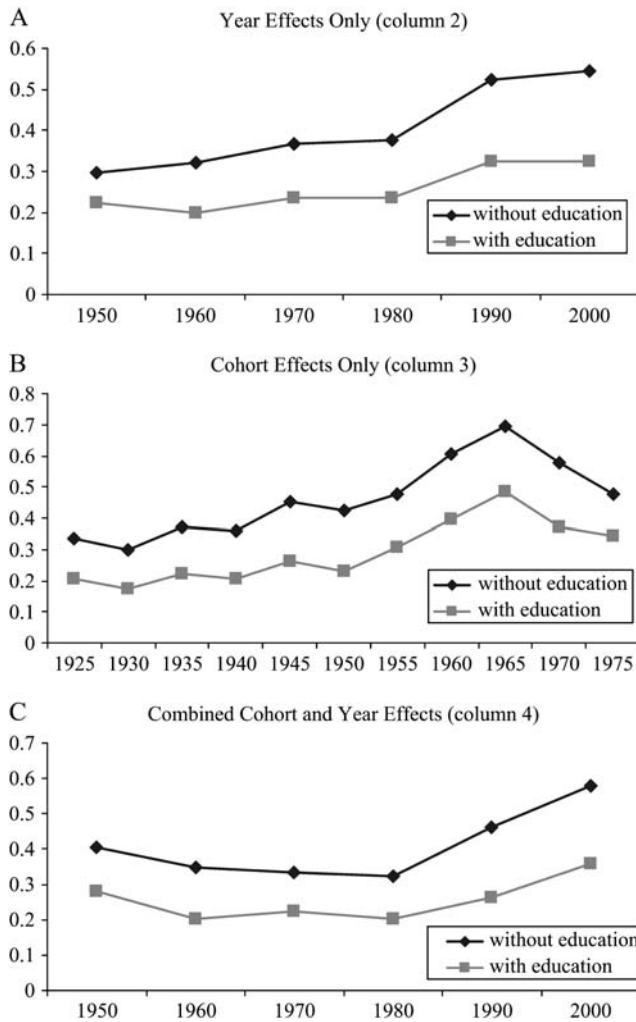 A
Year Effects Only (column 2)
0.6
0.5
0.4
0.3
0.2
0.1
0
without education
with education
1950 1960 1970 1980 1990 2000
B
Cohort Effects Only (column 3)
0.8
0.7
0.6
0.5
0.4
0.3
0.2
0.1
0
without education
with education
1925 1930 1935 1940 1945 1950 1955 1960 1965 1970 1975
C
Combined Cohort and Year Effects (column 4)
0.7
0.6
0.5
0.4
0.3
0.2
0.1
0
without education
with education
1950 1960 1970 1980 1990 2000